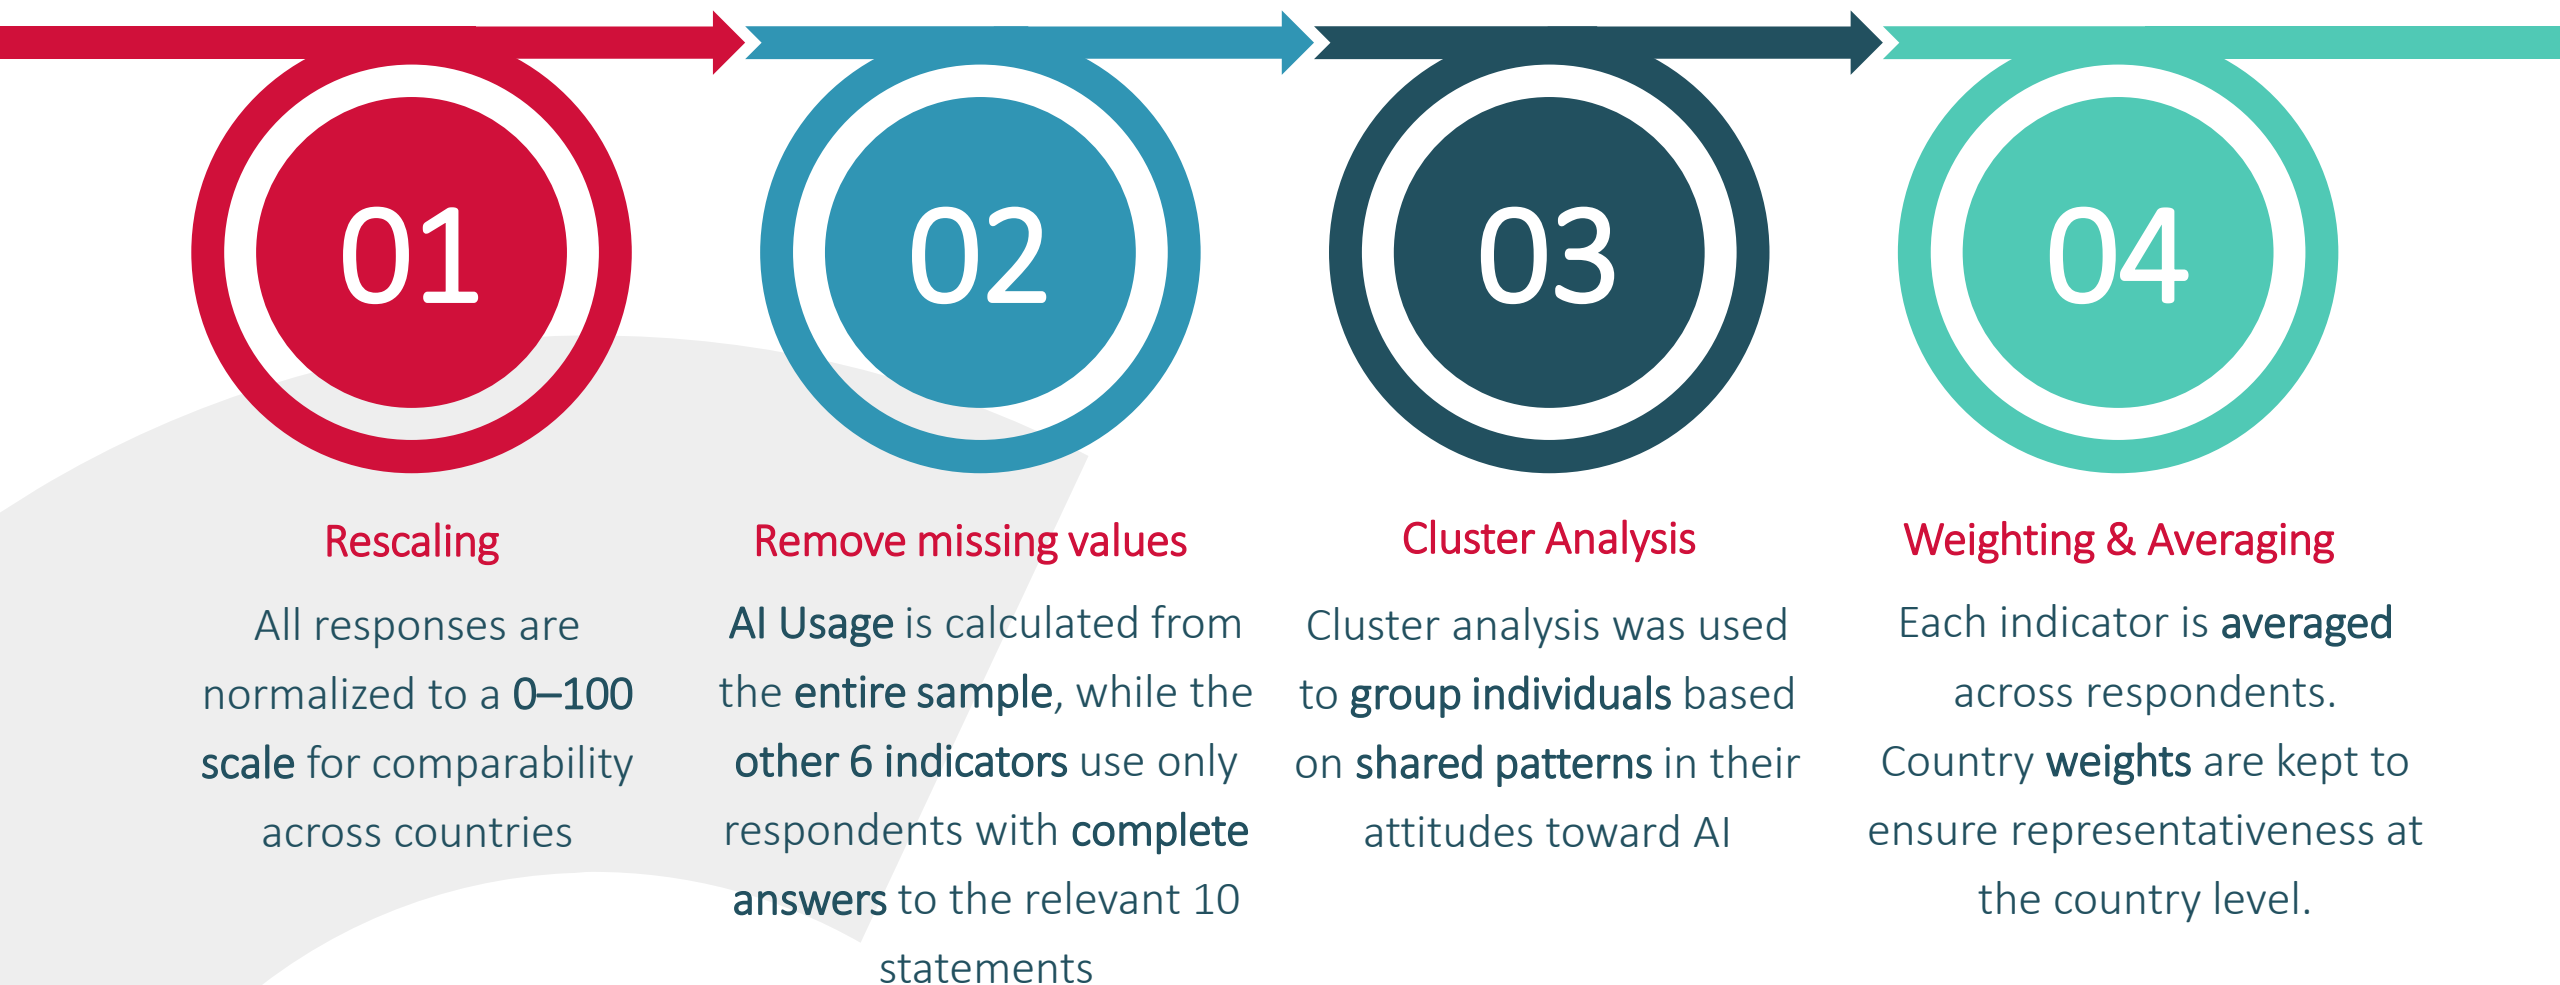 01
Rescaling
All responses are
normalized to a 0–100
scale for comparability
across countries
02
Remove missing values
AI Usage is calculated from
the entire sample, while the
other 6 indicators use only
respondents with complete
answers to the relevant 10
statements
03
Cluster Analysis
Cluster analysis was used
to group individuals based
on shared patterns in their
attitudes toward AI
04
Weighting & Averaging
Each indicator is averaged
across respondents.
Country weights are kept to
ensure representativeness at
the country level.